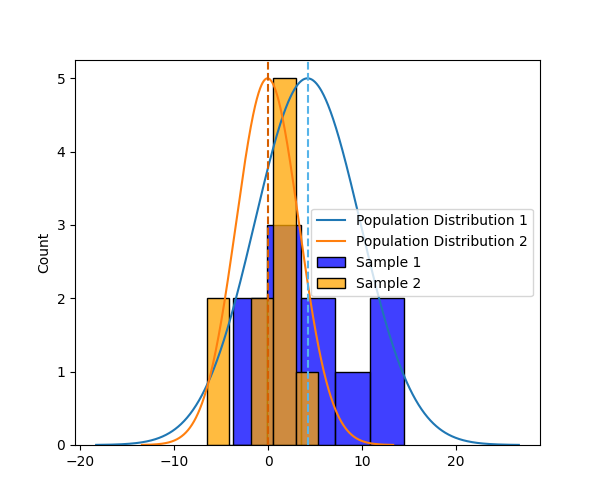 5
4
3
2
1
0
Count
Population Distribution 1
Population Distribution 2
Sample 1
Sample 2
−20
−10
0
10
20